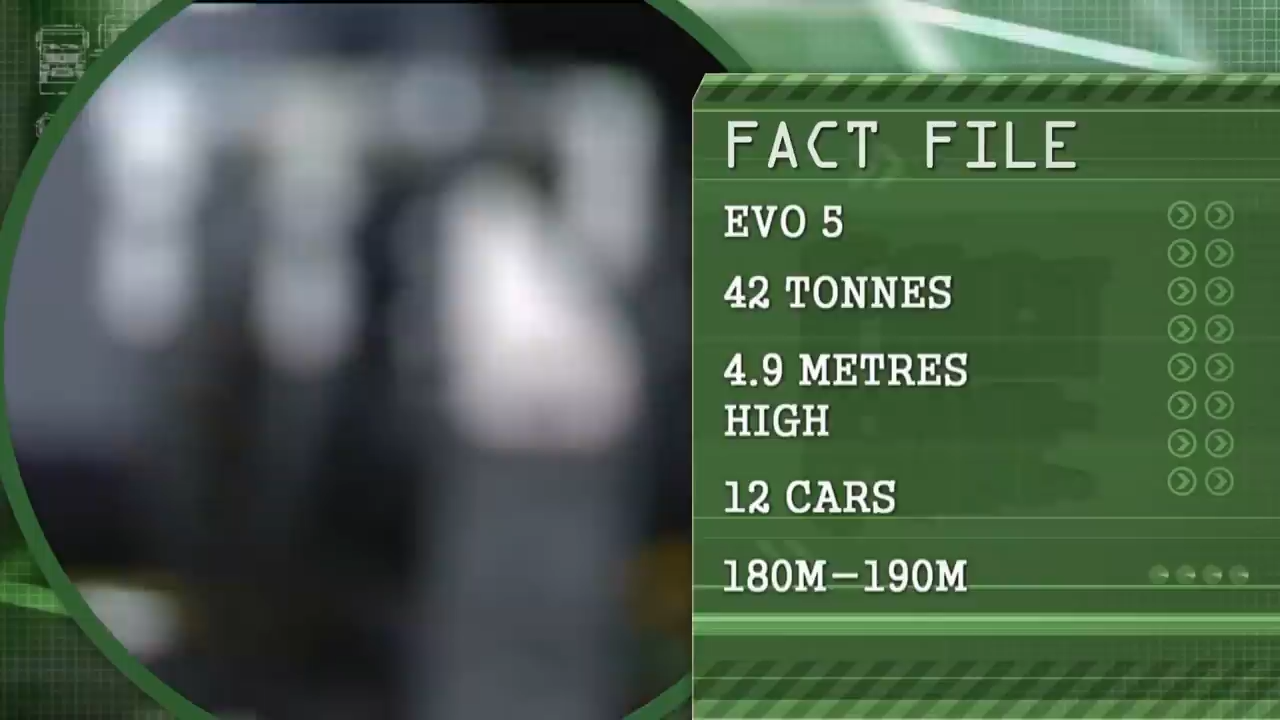 FACT FILE
EVO 5
42 TONNES
4.9 METRES
HIGH
12 CARS
180M–190M